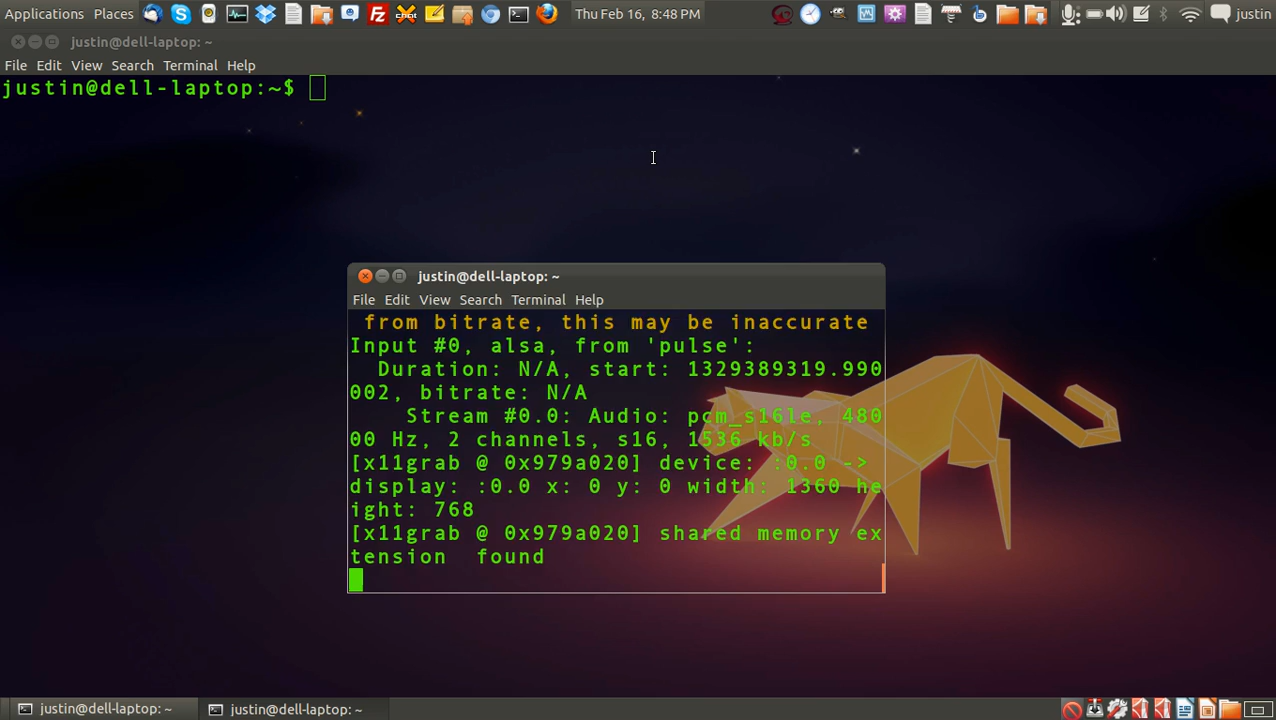 Applications Places Thu Feb 16, 8:48 PM justin
justin@dell-laptop: ~
File Edit View Search Terminal Help
justin@dell-laptop:~$
justin@dell-laptop: ~
File Edit View Search Terminal Help
from bitrate, this may be inaccurate
Input #0, alsa, from 'pulse':
Duration: N/A, start: 1329389319.990
002, bitrate: N/A
Stream #0.0: Audio: pcm_s16le, 480
00 Hz, 2 channels, s16, 1536 kb/s
[x11grab @ 0x979a020] device: :0.0 ->
display: :0.0 x: 0 y: 0 width: 1360 he
ight: 768
[x11grab @ 0x979a020] shared memory ex
tension found
justin@dell-laptop: ~ justin@dell-laptop: ~